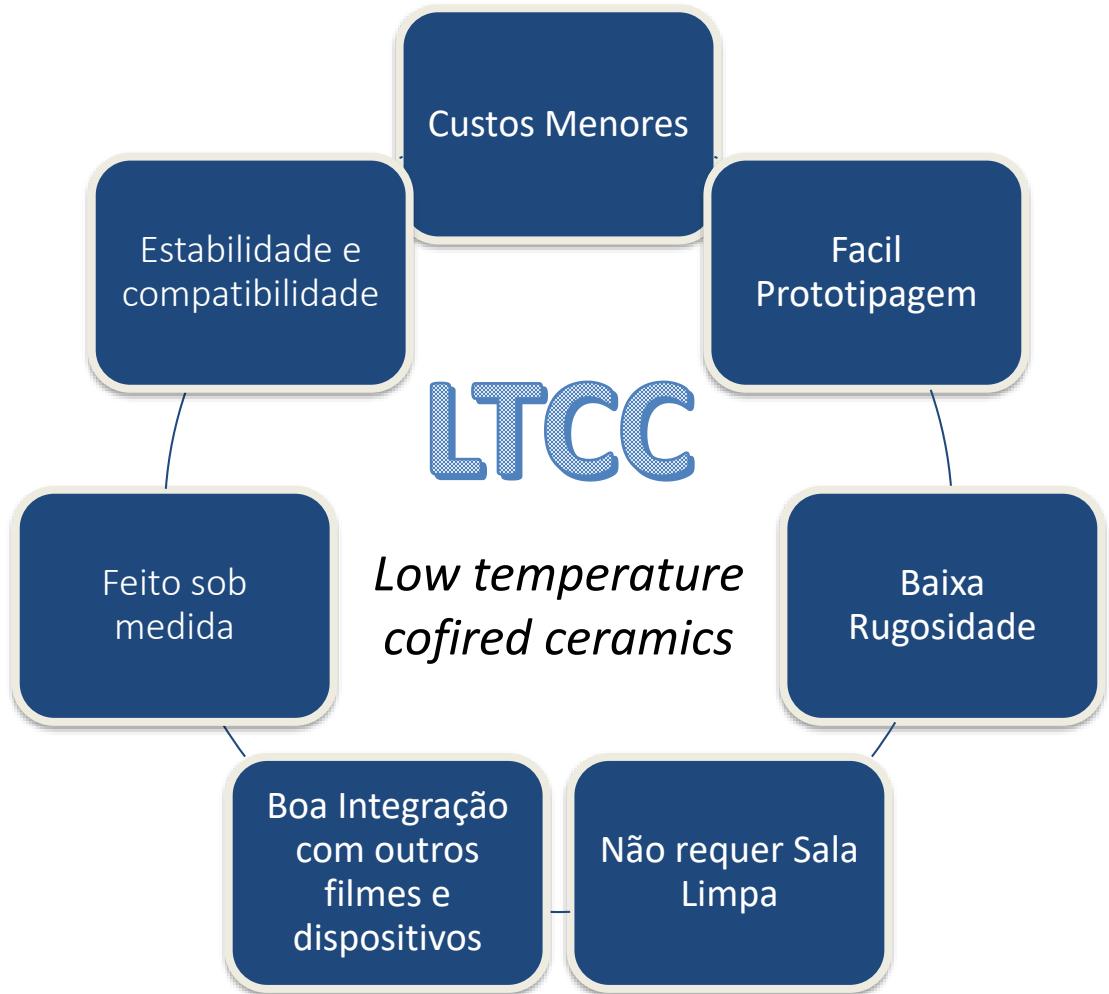 Custos Menores
Facil
Prototipagem
Baixa
Rugosidade
Não requer Sala
Limpa
Boa Integração
com outros
filmes e
dispositivos
Feito sob
medida
Estabilidade e
compatibilidade
LTCC
Low temperature
cofired ceramics